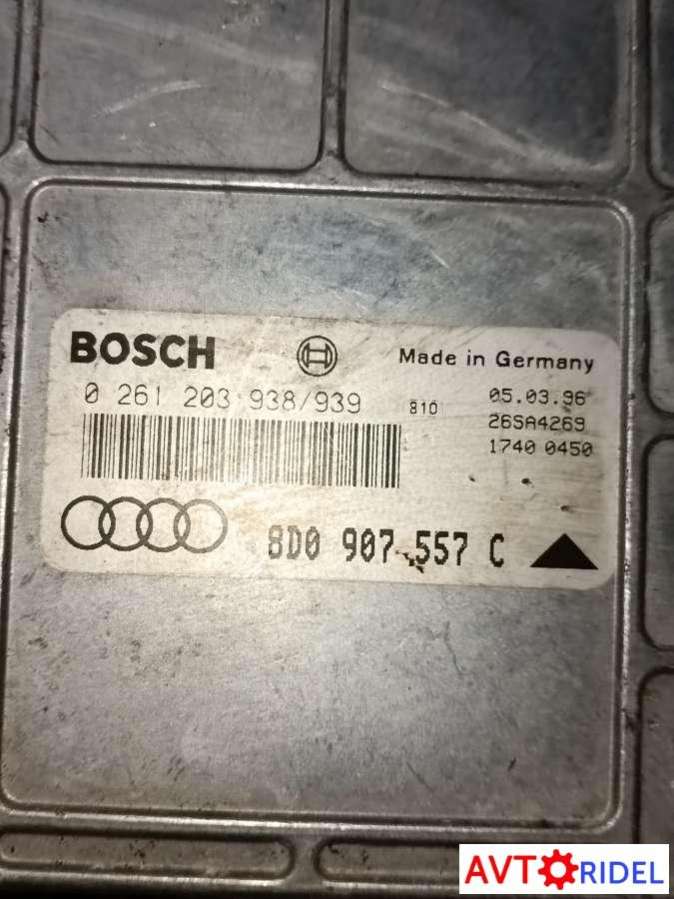 BOSCH
Made in Germany
0 261 203 938/939
810
05.03.96
26SA4269
1740 0450
8D0 907 557 C
AVTORIDEL